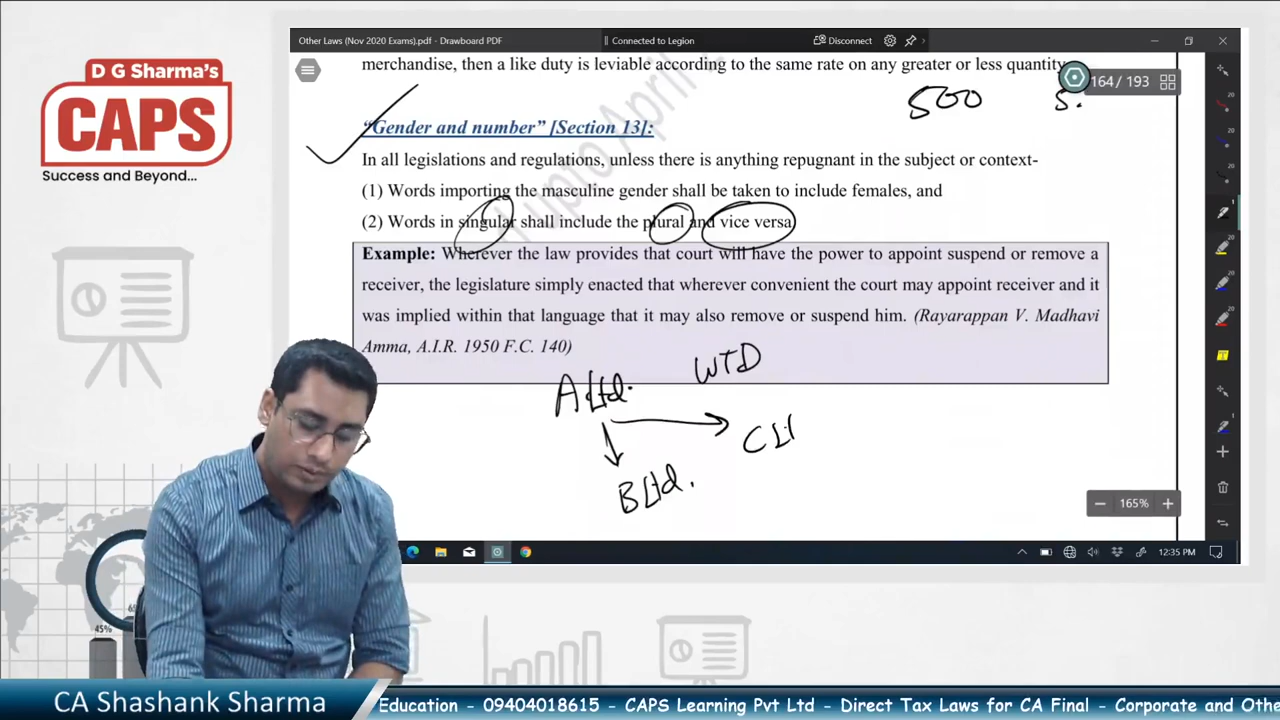 D G Sharma's
CAPS
Success and Beyond...
Other Laws (Nov 2020 Exams).pdf - Drawboard PDF
Connected to Legion
Disconnect
merchandise, then a like duty is leviable according to the same rate on any greater or less quantity
164 / 193
500
"Gender and number" [Section 13]:
In all legislations and regulations, unless there is anything repugnant in the subject or context-
(1) Words importing the masculine gender shall be taken to include females, and
(2) Words in singular shall include the plural and vice versa
Example: Wherever the law provides that court will have the power to appoint suspend or remove a
receiver, the legislature simply enacted that wherever convenient the court may appoint receiver and it
was implied within that language that it may also remove or suspend him. (Rayarappan V. Madhavi
Amma, A.I.R. 1950 F.C. 140)
WTD
A Ltd.
B Ltd.
165%
12:35 PM
45%
CA Shashank Sharma
Education - 09404018615 - CAPS Learning Pvt Ltd - Direct Tax Laws for CA Final - Corporate and Othe